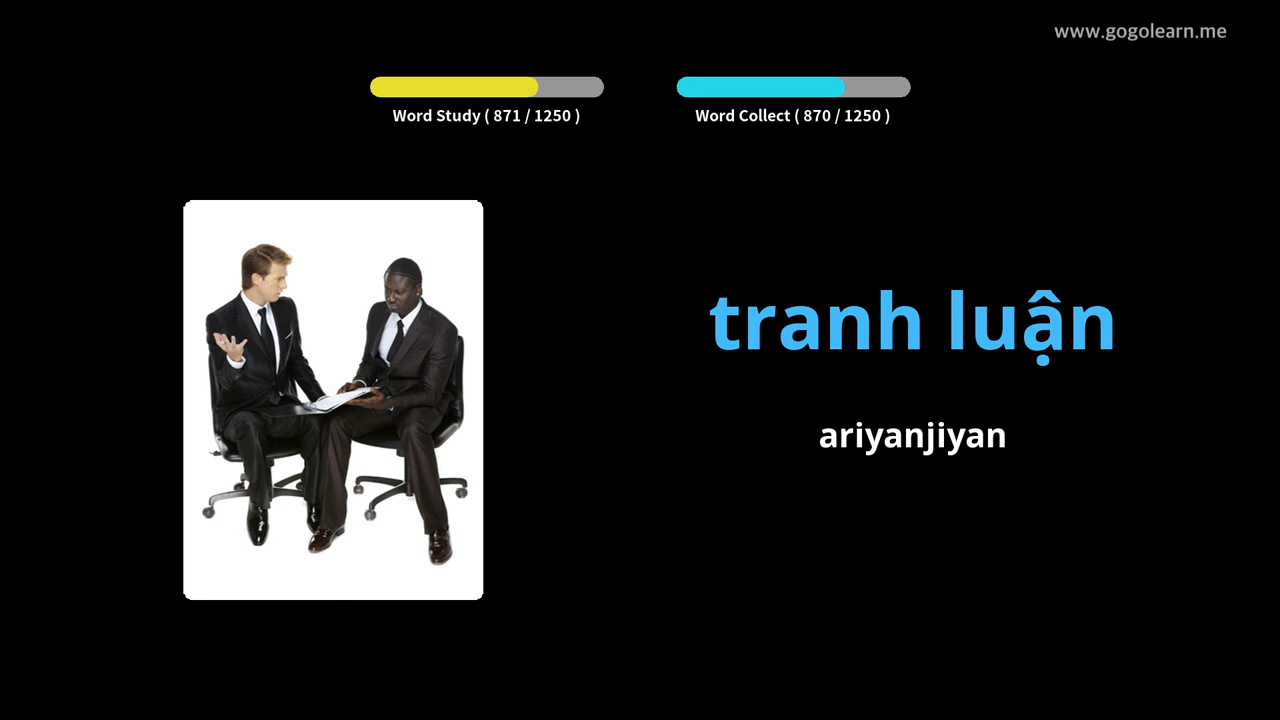 www.gogolearn.me
Word Study ( 871 / 1250 )
Word Collect ( 870 / 1250 )
tranh luận
ariyanjiyan